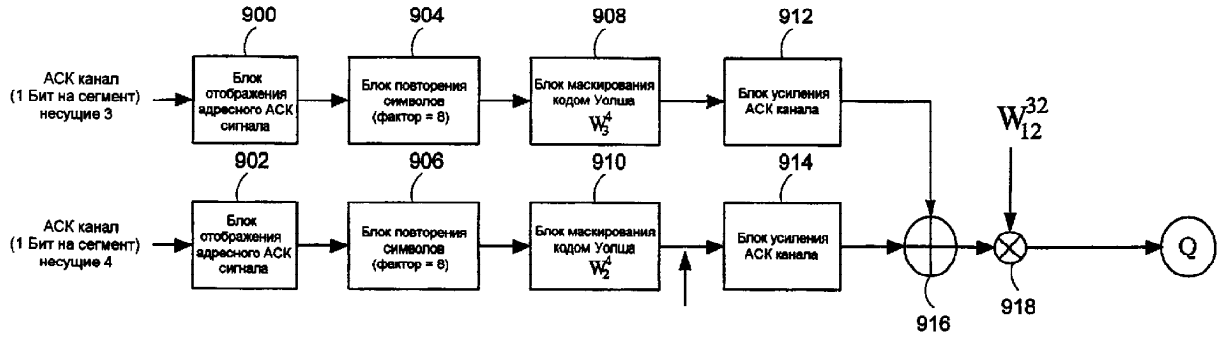 900
904
908
912
АСК канал
(1 Бит на сегмент)
несущие 3
Блок
отображения
адресного АСК
сигнала
Блок повторения
символов
(фактор = 8)
Блок маскирования
кодом Уолша
W_3^4
Блок усиления
АСК канала
W_12^32
902
906
910
914
АСК канал
(1 Бит на сегмент)
несущие 4
Блок
отображения
адресного АСК
сигнала
Блок повторения
символов
(фактор = 8)
Блок маскирования
кодом Уолша
W_2^4
Блок усиления
АСК канала
Q
916
918